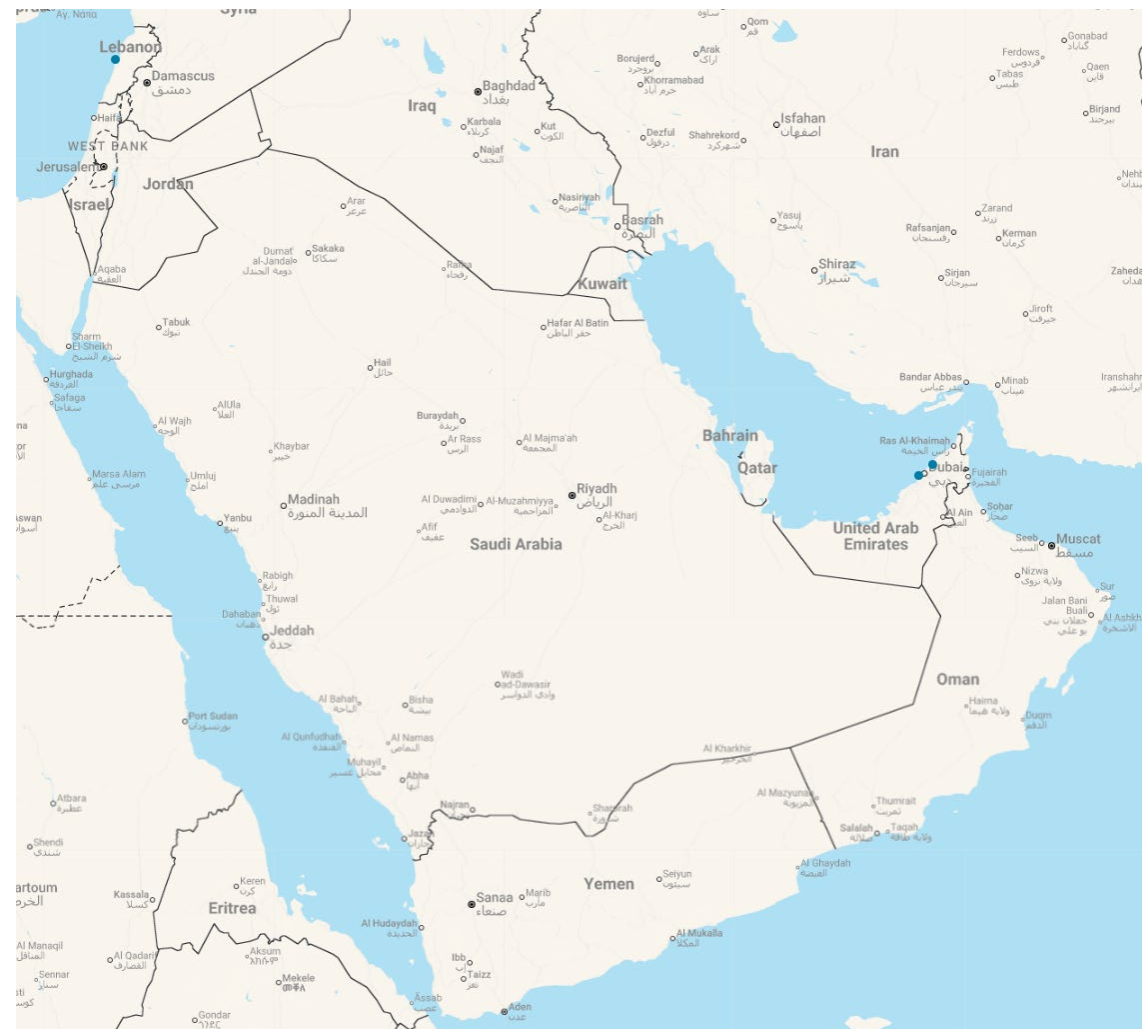 Ay. Nana
Syria
Lebanon
Damascus
دمشق
Haifa
WEST BANK
Jerusalem
Israel
Jordan
Aqaba
العقبة
Iraq
Baghdad
بغداد
Karbala
كربلاء
Kut
الكوت
Najaf
النجف
Nasiriyah
الناصرية
Basrah
البصرة
Kuwait
Iran
Qom
قم
ساوه
Arak
اراک
Borujerd
بروجرد
Khorramabad
خرم آباد
Dezful
دزفول
Shahrekord
شهرکرد
Isfahan
اصفهان
Gonabad
گناباد
Ferdows
فردوس
Tabas
طبس
Qaen
قاین
Birjand
بیرجند
Yasuj
یاسوج
Zarand
زرند
Rafsanjan
رفسنجان
Kerman
کرمان
Shiraz
شیراز
Sirjan
سیرجان
Jiroft
جیرفت
Bandar Abbas
بندر عباس
Minab
میناب
Arar
عرعر
Dumat
al-Jandal
دومة الجندل
Sakaka
سكاكا
Rafha
رفحاء
Tabuk
تبوك
Sharm
El-Sheikh
شرم الشيخ
Hurghada
الغردقة
Safaga
سفاجا
Hafar Al Batin
حفر الباطن
Hail
حائل
AlUla
العلا
Al Wajh
الوجه
Buraydah
بريدة
Ar Rass
الرس
Al Majma'ah
المجمعة
Khaybar
خيبر
Marsa Alam
مرسى علم
Umluj
املج
Madinah
المدينة المنورة
Yanbu
ينبع
Al Duwadimi
الدوادمي
Al-Muzahmiyya
المزاحمية
Riyadh
الرياض
Al-Kharj
الخرج
Afif
عفيف
Saudi Arabia
Bahrain
Qatar
Ras Al-Khaimah
رأس الخيمة
Dubai
دبي
Fujairah
الفجيرة
Al Ain
United Arab
Emirates
Sohar
صحار
Seeb
السيب
Muscat
مسقط
Nizwa
ولاية نزوى
Sur
صور
Jalan Bani
Buali
جعلان بني
بو علي
Al Ashkh
الأشخرة
Rabigh
رابغ
Thuwal
ثول
Dahaban
ذهبان
Jeddah
جدة
Aswan
Port Sudan
بورتسودان
Wadi
ad-Dawasir
وادي الدواسر
Al Bahah
الباحة
Bisha
بيشة
Al Qunfudhah
القنفذة
Al Namas
النماص
Muhayil
محايل عسير
Abha
أبها
Oman
Haima
ولاية هيما
Duqm
الدقم
Al Kharkhir
الخرخير
Al Mazyunah
المزيونة
Thumrait
ثمريت
Salalah
صلالة
Taqah
ولاية طاقة
Najran
نجران
Sharurah
شرورة
Jazan
جازان
Al Ghaydah
الغيضة
Atbara
عطبرة
Shendi
شندي
Keren
كرن
Kassala
كسلا
Eritrea
Sanaa
صنعاء
Marib
مأرب
Yemen
Seiyun
سيئون
Al Hudaydah
الحديدة
Al Mukalla
المكلا
Al Manaqil
المناقل
Al Qadarif
القضارف
Aksum
አክሱም
Mekele
መቐለ
Sennar
سنار
Ibb
إب
Taizz
تعز
Assab
عصب
Aden
عدن
Gondar
ጎንደር